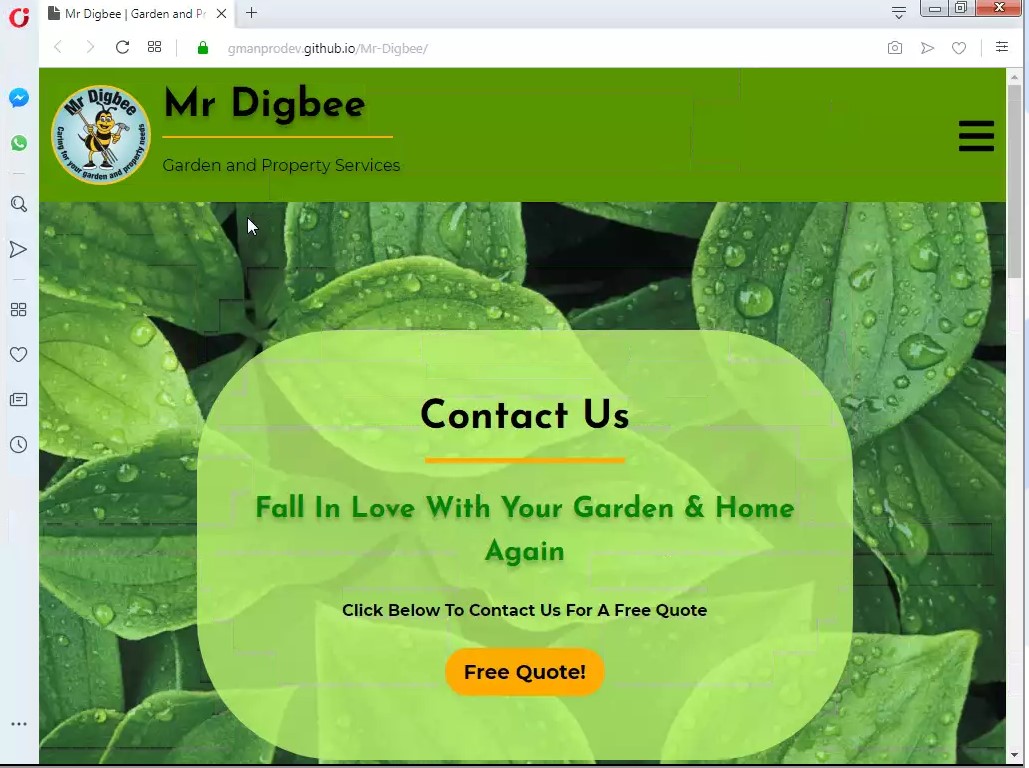 Mr Digbee | Garden and Pr
gmanprodev.github.io/Mr-Digbee/
Mr Digbee
Caring for your garden and property needs
Mr Digbee
Garden and Property Services
Contact Us
Fall In Love With Your Garden & Home
Again
Click Below To Contact Us For A Free Quote
Free Quote!